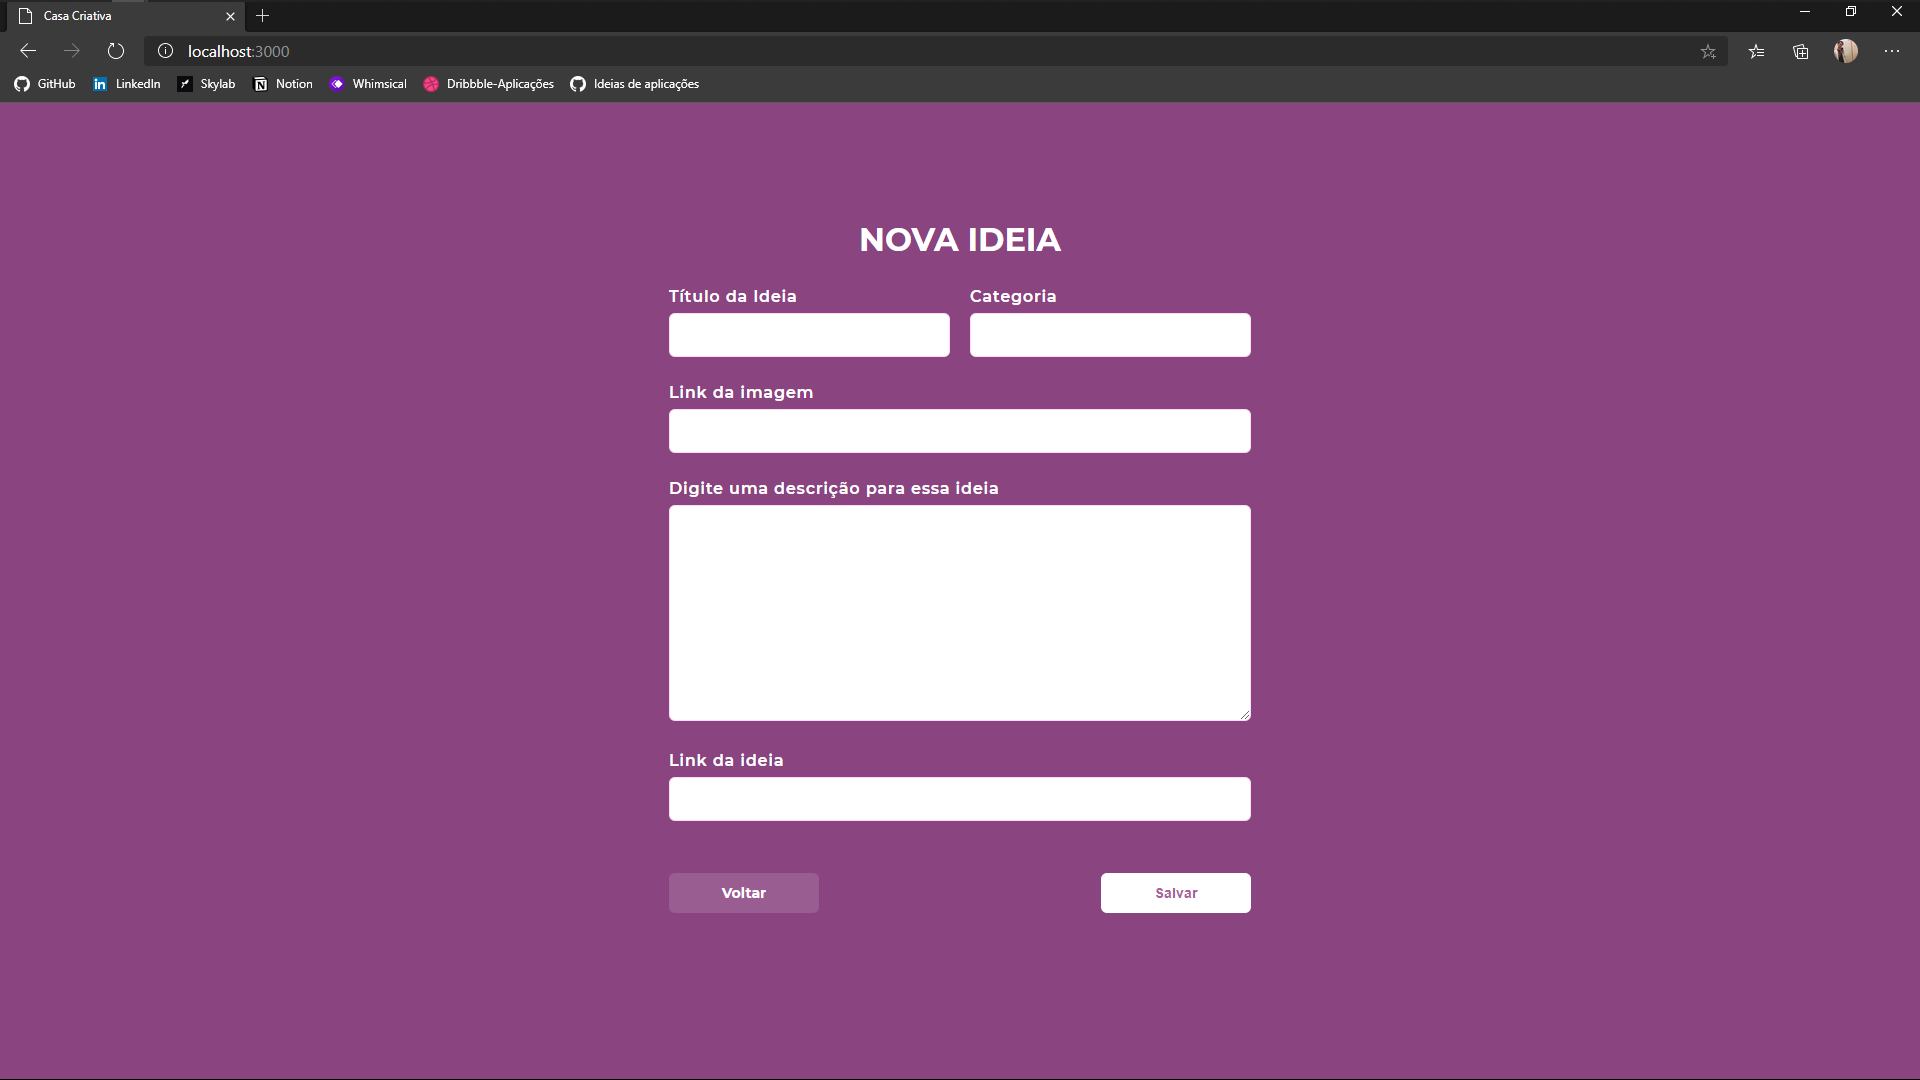 Casa Criativa
localhost:3000
GitHub LinkedIn Skylab Notion Whimsical Dribbble-Aplicações Ideias de aplicações
NOVA IDEIA
Título da Ideia Categoria
Link da imagem
Digite uma descrição para essa ideia
Link da ideia
Voltar Salvar